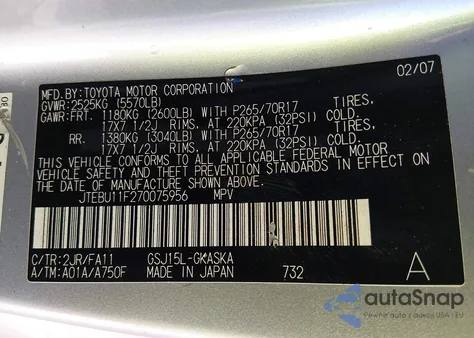 MFD. BY: TOYOTA MOTOR CORPORATION 02/07
GVWR: 2525KG (5570LB)
GAWR: FRT. 1180KG (2600LB) WITH P265/70R17 TIRES,
17X7 1/2J RIMS, AT 220KPA (32PSI) COLD.
RR. 1380KG (3040LB) WITH P265/70R17 TIRES,
17X7 1/2J RIMS, AT 220KPA (32PSI) COLD.
THIS VEHICLE CONFORMS TO ALL APPLICABLE FEDERAL MOTOR
VEHICLE SAFETY AND THEFT PREVENTION STANDARDS IN EFFECT ON
THE DATE OF MANUFACTURE SHOWN ABOVE.
JTEBU11F270075956 MPV
C/TR: 2JR/FA11 GSJ15L-GKASKA
A/TM: A01A/A750F MADE IN JAPAN 732 A
autoSnap
Pewne auto z USA i EU